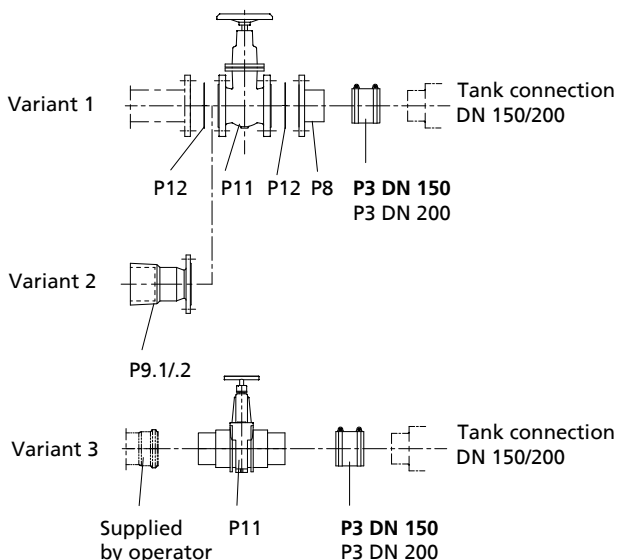 Variant 1
Tank connection
DN 150/200
P12
P11
P12
P8
P3 DN 150
P3 DN 200
Variant 2
P9.1/.2
Variant 3
Tank connection
DN 150/200
Supplied
by operator
P11
P3 DN 150
P3 DN 200